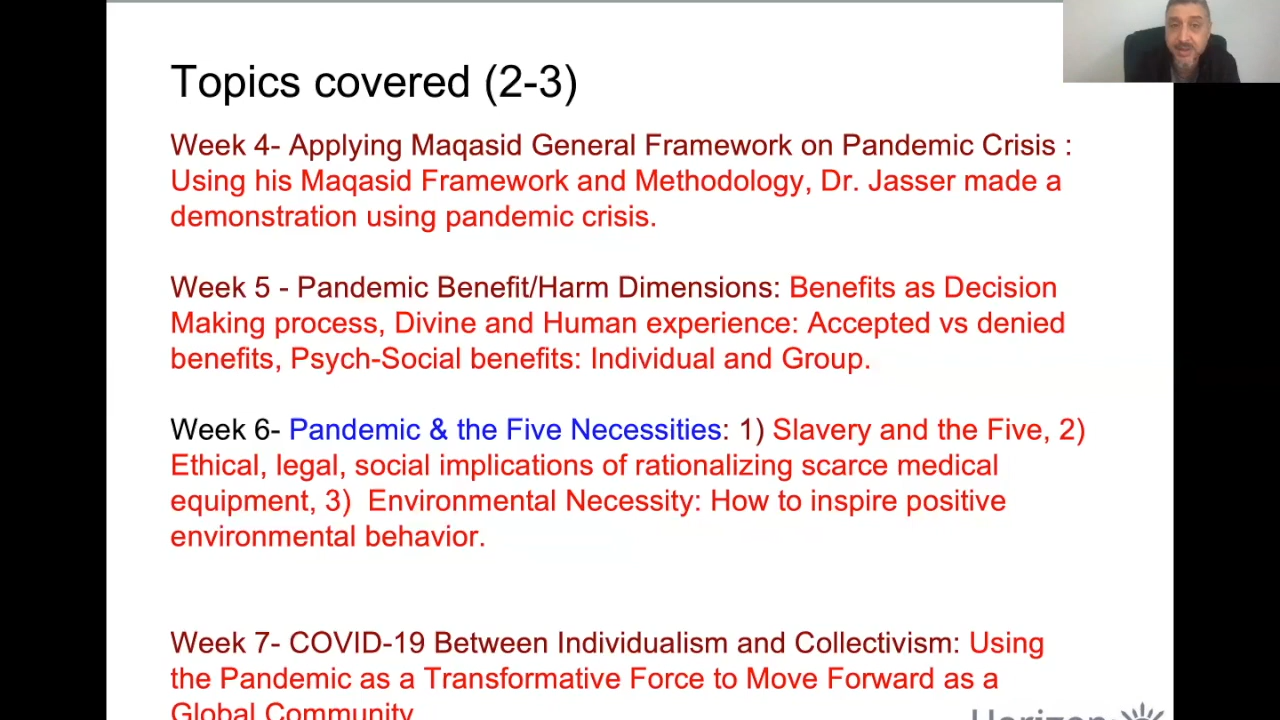 Topics covered (2-3)
Week 4- Applying Maqasid General Framework on Pandemic Crisis :
Using his Maqasid Framework and Methodology, Dr. Jasser made a
demonstration using pandemic crisis.
Week 5 - Pandemic Benefit/Harm Dimensions: Benefits as Decision
Making process, Divine and Human experience: Accepted vs denied
benefits, Psych-Social benefits: Individual and Group.
Week 6- Pandemic & the Five Necessities: 1) Slavery and the Five, 2)
Ethical, legal, social implications of rationalizing scarce medical
equipment, 3)  Environmental Necessity: How to inspire positive
environmental behavior.
Week 7- COVID-19 Between Individualism and Collectivism: Using
the Pandemic as a Transformative Force to Move Forward as a
Global Community